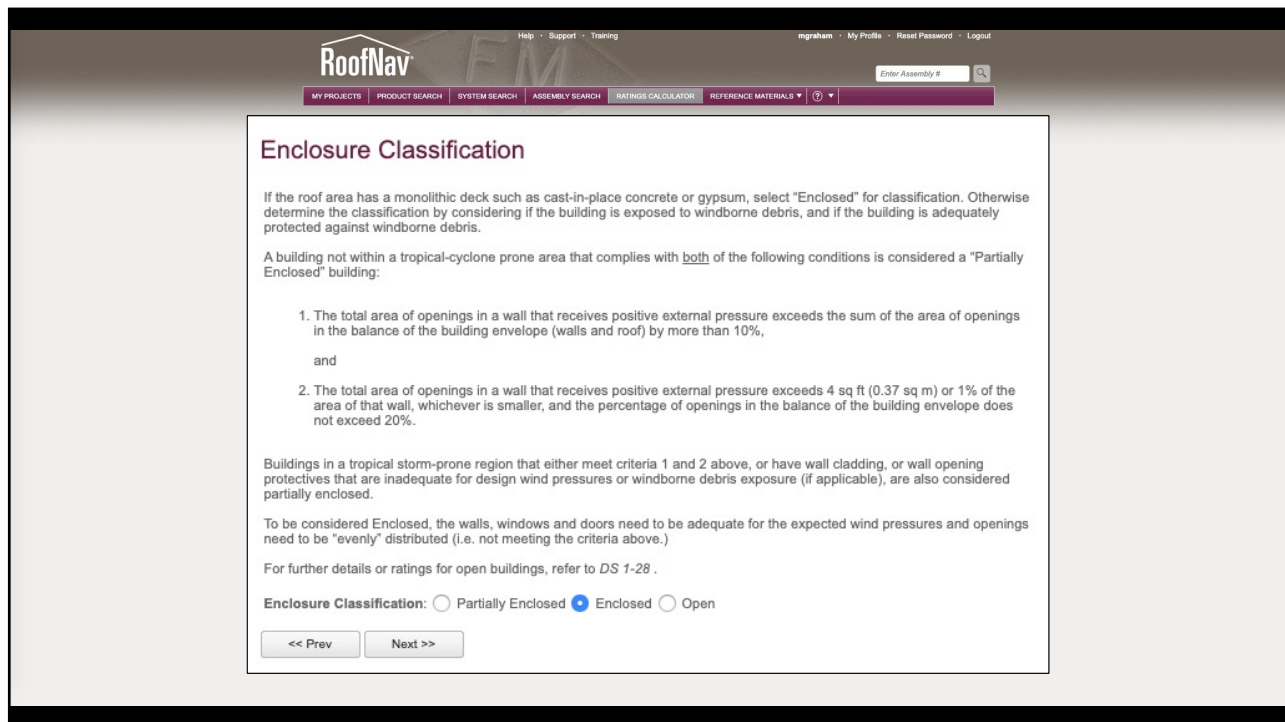 Help · Support · Training
mgraham · My Profile · Reset Password · Logout
RoofNav
Enter Assembly #
MY PROJECTS PRODUCT SEARCH SYSTEM SEARCH ASSEMBLY SEARCH RATINGS CALCULATOR REFERENCE MATERIALS ▼ ? ▼
FM
Enclosure Classification
If the roof area has a monolithic deck such as cast-in-place concrete or gypsum, select “Enclosed” for classification. Otherwise
determine the classification by considering if the building is exposed to windborne debris, and if the building is adequately
protected against windborne debris.
A building not within a tropical-cyclone prone area that complies with both of the following conditions is considered a “Partially
Enclosed” building:
1. The total area of openings in a wall that receives positive external pressure exceeds the sum of the area of openings
in the balance of the building envelope (walls and roof) by more than 10%,
and
2. The total area of openings in a wall that receives positive external pressure exceeds 4 sq ft (0.37 sq m) or 1% of the
area of that wall, whichever is smaller, and the percentage of openings in the balance of the building envelope does
not exceed 20%.
Buildings in a tropical storm-prone region that either meet criteria 1 and 2 above, or have wall cladding, or wall opening
protectives that are inadequate for design wind pressures or windborne debris exposure (if applicable), are also considered
partially enclosed.
To be considered Enclosed, the walls, windows and doors need to be adequate for the expected wind pressures and openings
need to be “evenly” distributed (i.e. not meeting the criteria above.)
For further details or ratings for open buildings, refer to DS 1-28 .
Enclosure Classification: Partially Enclosed Enclosed Open
<< Prev Next >>